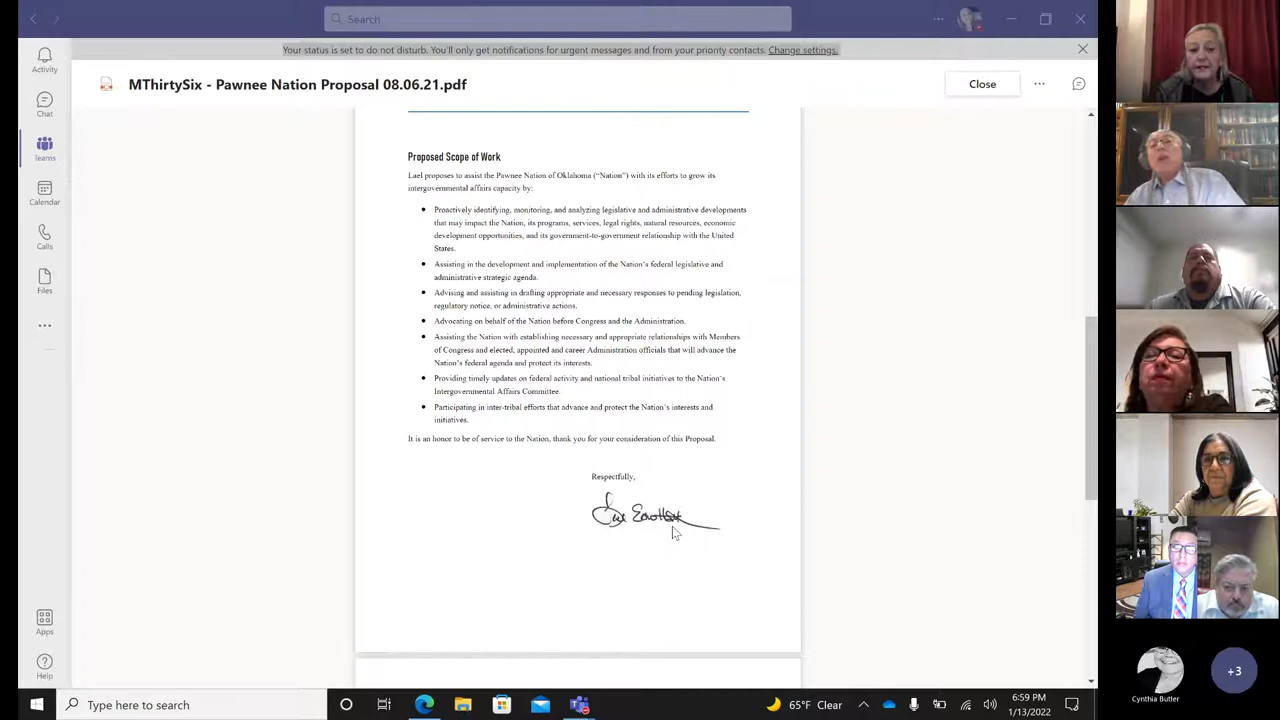 Search
Your status is set to do not disturb. You'll only get notifications for urgent messages and from your priority contacts. Change settings.
Activity
Chat
Teams
Calendar
Calls
Files
Apps
Help
MThirtySix - Pawnee Nation Proposal 08.06.21.pdf
Close
Proposed Scope of Work
Lael proposes to assist the Pawnee Nation of Oklahoma (“Nation”) with its efforts to grow its
intergovernmental affairs capacity by:
● Proactively identifying, monitoring, and analyzing legislative and administrative developments
that may impact the Nation, its programs, services, legal rights, natural resources, economic
development opportunities, and its government-to-government relationship with the United
States.
● Assisting in the development and implementation of the Nation’s federal legislative and
administrative strategic agenda.
● Advising and assisting in drafting appropriate and necessary responses to pending legislation,
regulatory notice, or administrative actions.
● Advocating on behalf of the Nation before Congress and the Administration.
● Assisting the Nation with establishing necessary and appropriate relationships with Members
of Congress and elected, appointed and career Administration officials that will advance the
Nation’s federal agenda and protect its interests.
● Providing timely updates on federal activity and national tribal initiatives to the Nation’s
Intergovernmental Affairs Committee.
● Participating in inter-tribal efforts that advance and protect the Nation’s interests and
initiatives.
It is an honor to be of service to the Nation, thank you for your consideration of this Proposal.
Respectfully,
Cynthia Butler
+3
Type here to search
65°F Clear
6:59 PM
1/13/2022